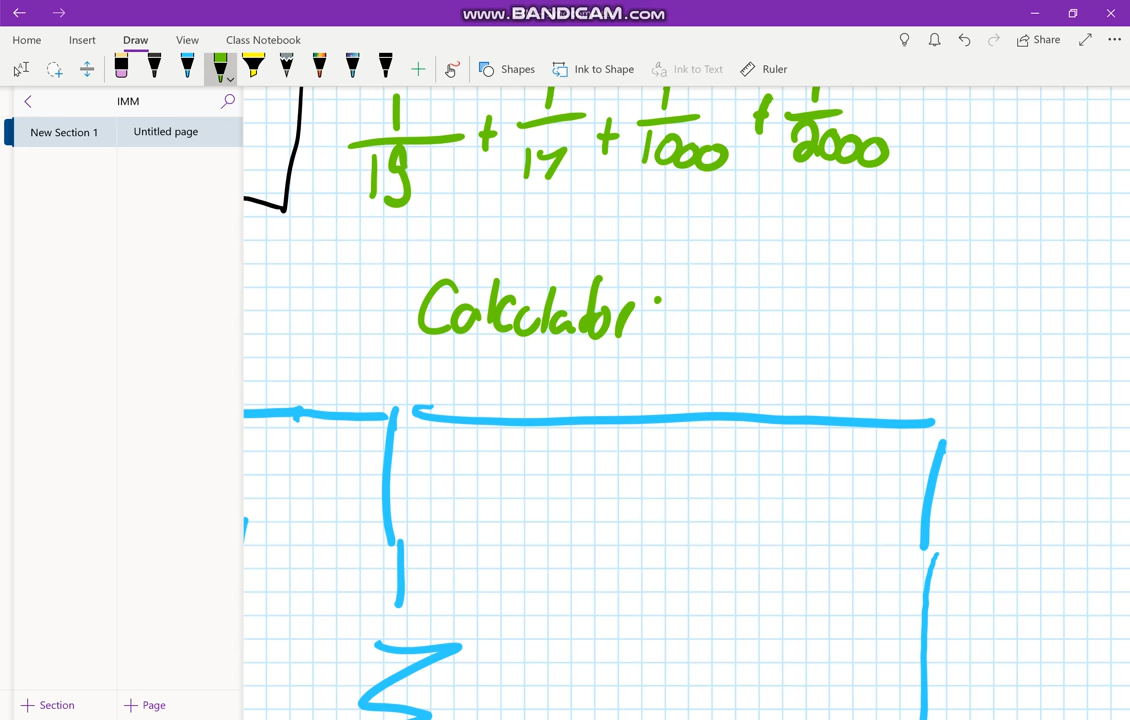 www.BANDICAM.com
Home Insert Draw View Class Notebook Share
Shapes Ink to Shape Ink to Text Ruler
IMM
New Section 1 Untitled page
1/19 + 1/17 + 1/1000 + 1/2000
Calculador
+ Section + Page